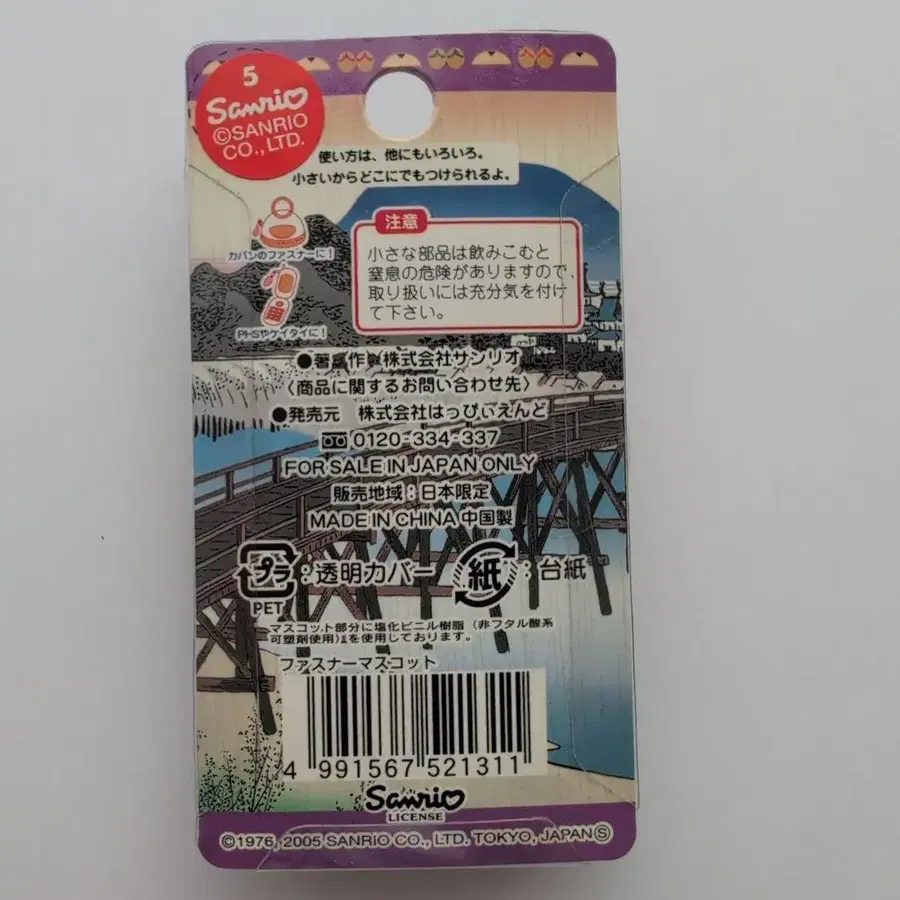 5
Sanrio
©SANRIO
CO.,LTD.
使い方は、他にもいろいろ。
小さいからどこにでもつけられるよ。
注意
小さな部品は飲みこむと
窒息の危険がありますので、
取り扱いには充分気を付け
て下さい。
カバンのファスナーに!
PHSやケイタイに!
●著 作 株式会社サンリオ
〈商品に関するお問い合わせ先〉
●発売元 株式会社はっぴぃえんど
0120-334-337
FOR SALE IN JAPAN ONLY
販売地域:日本限定
MADE IN CHINA 中国製
プラ:透明カバー 紙:台紙
PET
マスコット部分に塩化ビニル樹脂 (非フタル酸系
可塑剤使用)を使用しております。
ファスナーマスコット
4 991567 521311
Sanrio
LICENSE
©1976, 2005 SANRIO CO., LTD. TOKYO, JAPAN Ⓢ